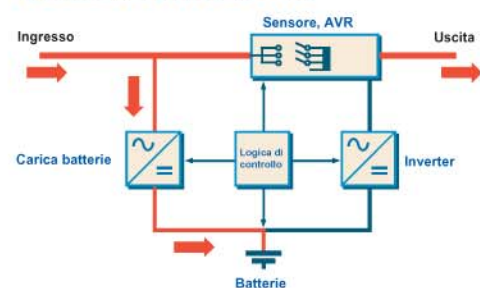 Sensore, AVR
Ingresso
Uscita
Carica batterie
Logica di
controllo
Inverter
Batterie